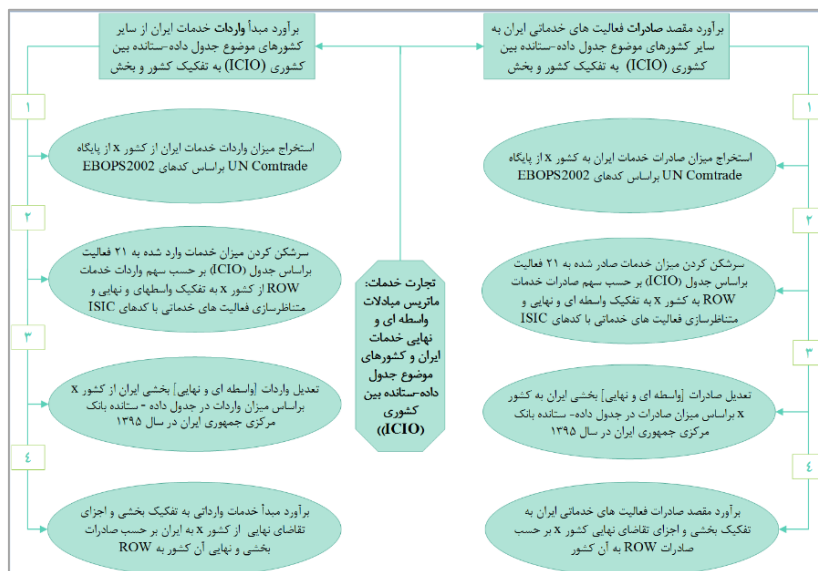 برآورد مقصد صادرات فعالیت های خدماتی ایران به
سایر کشورهای موضوع جدول داده-ستانده بین
کشوری (ICIO) به تفکیک کشور و بخش
۱
استخراج میزان صادرات خدمات ایران به کشور x از پایگاه
UN Comtrade براساس کدهای EBOPS2002
۲
سرشکن کردن میزان خدمات صادر شده به ۲۱ فعالیت
براساس جدول (ICIO) بر حسب سهم صادرات خدمات
ROW به کشور x به تفکیک واسطه ای و نهایی و
متناظرسازی فعالیت های خدماتی با کدهای ISIC
۳
تعدیل صادرات [واسطه ای و نهایی] بخشی ایران به کشور
x براساس میزان صادرات در جدول داده- ستانده بانک
مرکزی جمهوری ایران در سال ۱۳۹۵
٤
برآورد مقصد صادرات فعالیت های خدماتی ایران به
تفکیک بخشی و اجزای تقاضای نهایی کشور x بر حسب
صادرات ROW به آن کشور
تجارت خدمات:
ماتریس مبادلات
واسطه ای و
نهایی خدمات
ایران و کشورهای
موضوع جدول
داده-ستانده بین
کشوری
(ICIO))
برآورد مبدأ واردات خدمات ایران از سایر
کشورهای موضوع جدول داده-ستانده بین
کشوری (ICIO) به تفکیک کشور و بخش
۱
استخراج میزان واردات خدمات ایران از کشور x از پایگاه
UN Comtrade براساس کدهای EBOPS2002
۲
سرشکن کردن میزان خدمات وارد شده به ۲۱ فعالیت
براساس جدول (ICIO) بر حسب سهم واردات خدمات
ROW از کشور x به تفکیک واسطهای و نهایی و
متناظرسازی فعالیت های خدماتی با کدهای ISIC
۳
تعدیل واردات [واسطه ای و نهایی] بخشی ایران از کشور x
براساس میزان واردات در جدول داده - ستانده بانک
مرکزی جمهوری ایران در سال ۱۳۹۵
٤
برآورد مبدأ خدمات وارداتی به تفکیک بخشی و اجزای
تقاضای نهایی از کشور x به ایران بر حسب صادرات
بخشی و نهایی آن کشور به ROW